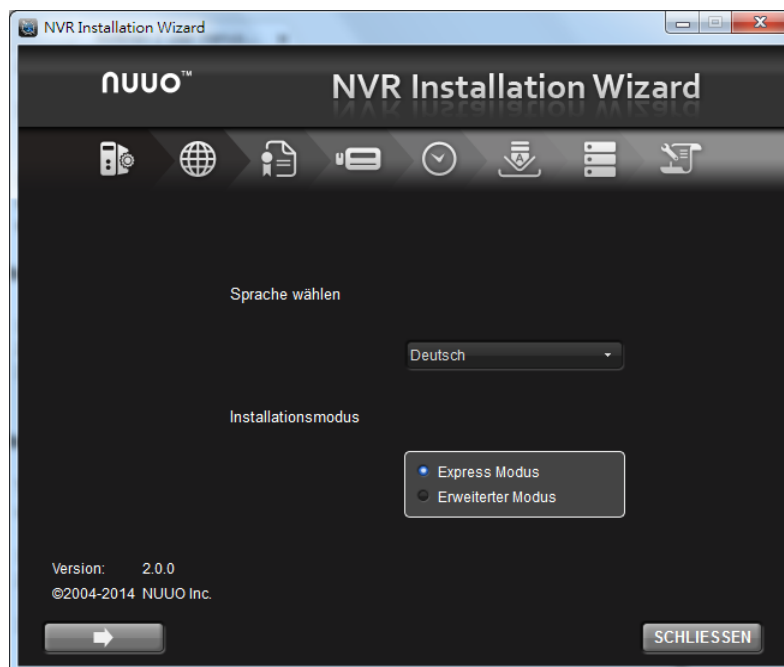 NVR Installation Wizard
nuuo™
NVR Installation Wizard
Sprache wählen
Deutsch
Installationsmodus
Express Modus
Erweiterter Modus
Version: 2.0.0
©2004-2014 NUUO Inc.
SCHLIESSEN